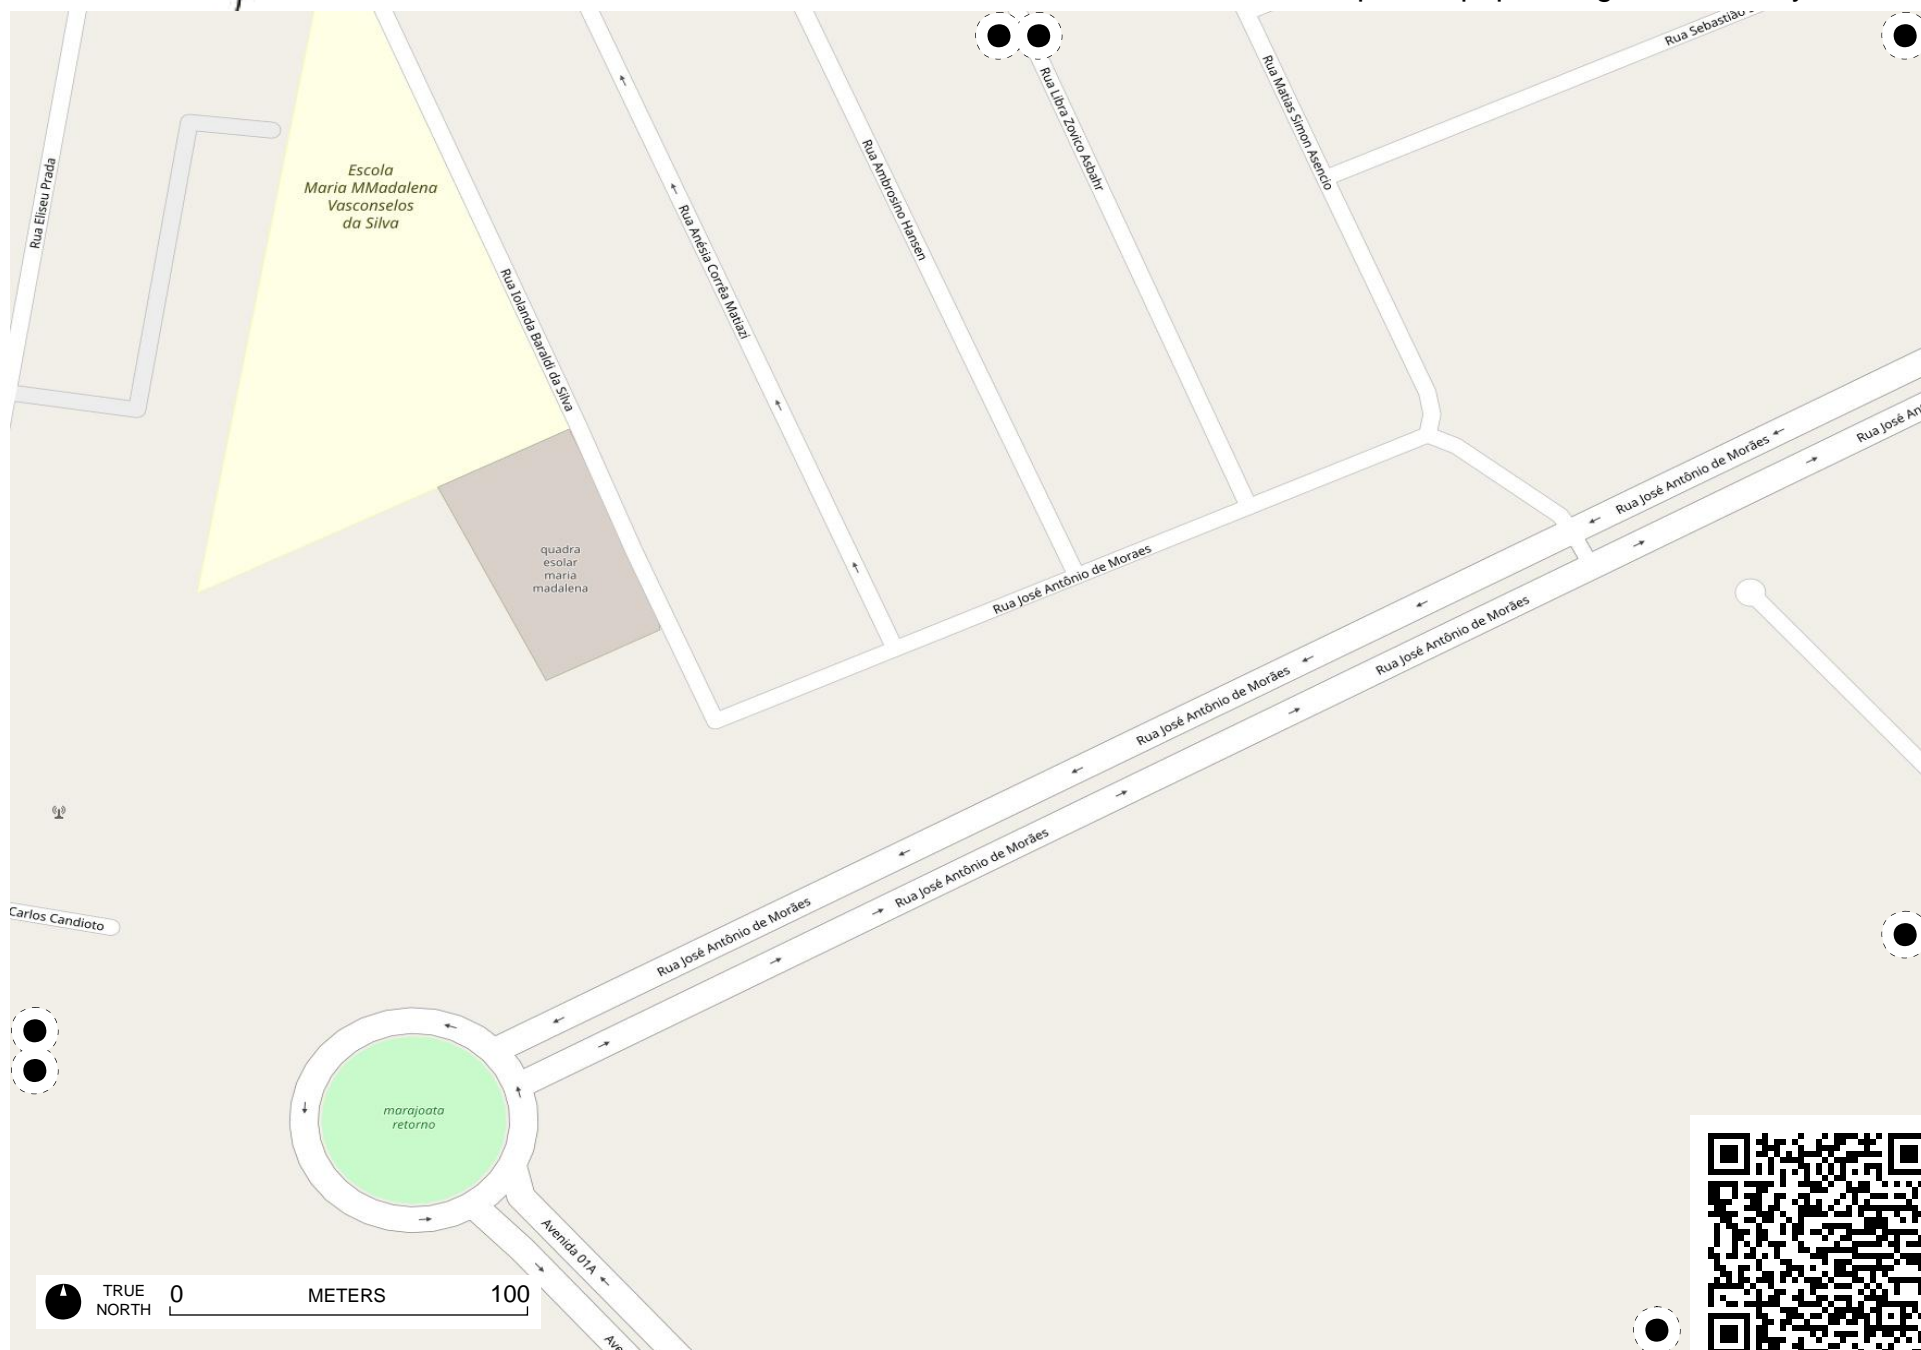 Rua Sebastião
Rua Eliseu Prada
Escola
Maria MMadalena
Vasconselos
da Silva
Rua Iolanda Baraldi da Silva
Rua Anésia Corrêa Matiazi
Rua Ambrosino Hansen
Rua Libra Zovico Asbahr
Rua Matias Simon Asencio
quadra
esolar
maria
madalena
Rua José Antônio de Moraes
Rua José Antônio de Morães
Rua José
Rua José Antônio de Morães
Rua José Antônio de Morães
Rua José Antônio de Morães
Rua José Antônio de Morães
Carlos Candioto
marajoata
retorno
Avenida 01A
TRUE
NORTH
0 METERS 100